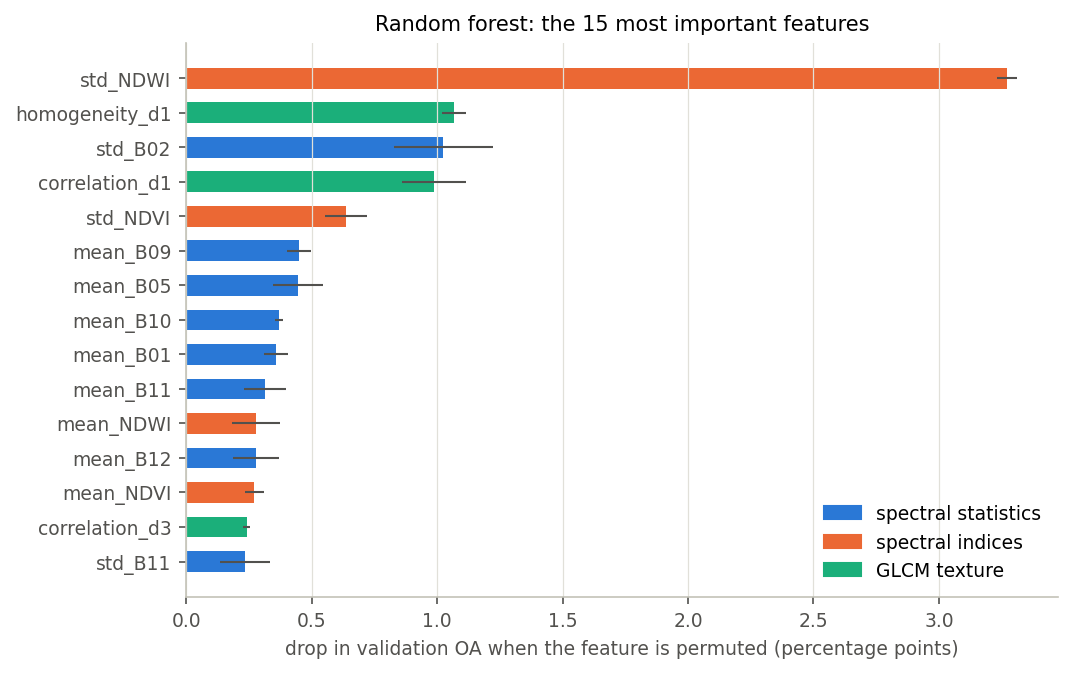 Random forest: the 15 most important features
std_NDWI
homogeneity_d1
std_B02
correlation_d1
std_NDVI
mean_B09
mean_B05
mean_B10
mean_B01
mean_B11
mean_NDWI
mean_B12
mean_NDVI
correlation_d3
std_B11
spectral statistics
spectral indices
GLCM texture
0.0 0.5 1.0 1.5 2.0 2.5 3.0
drop in validation OA when the feature is permuted (percentage points)